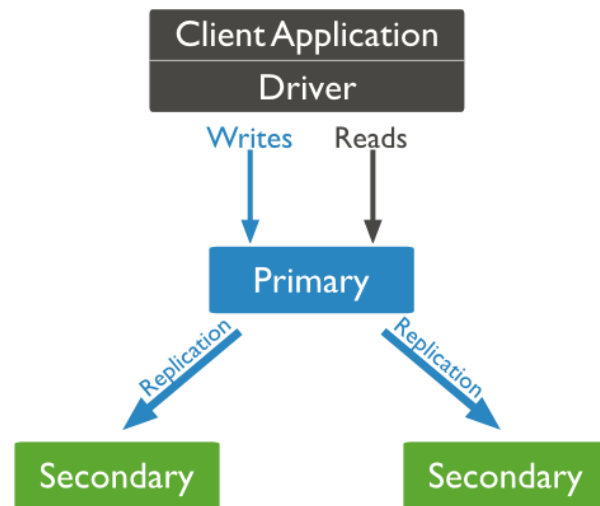 Client Application
Driver
Writes Reads
Primary
Replication Replication
Secondary Secondary